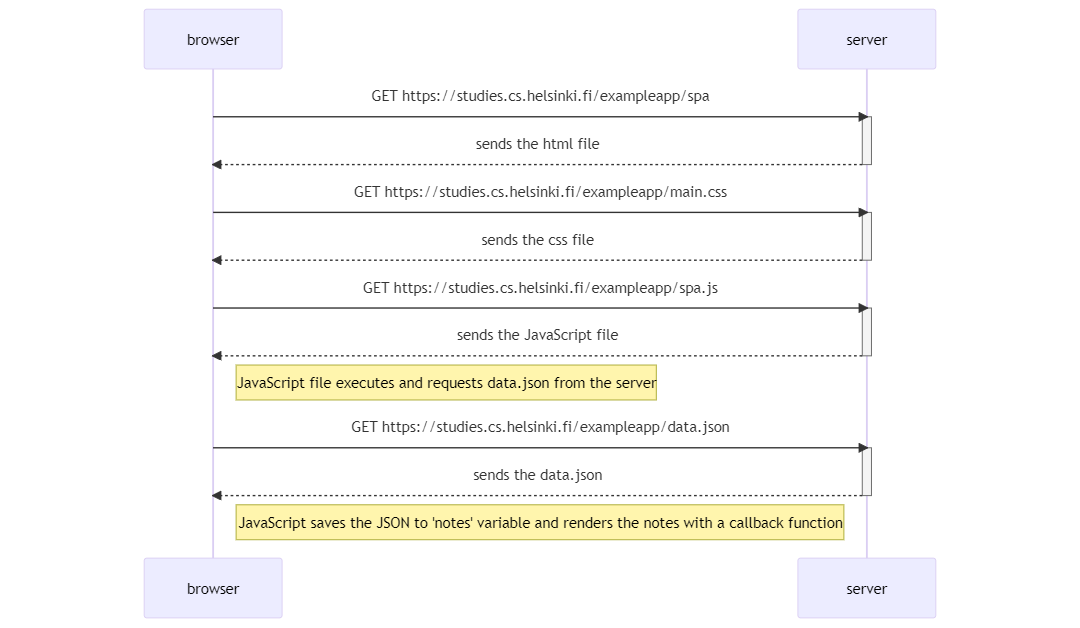 browser
server
GET https://studies.cs.helsinki.fi/exampleapp/spa
sends the html file
GET https://studies.cs.helsinki.fi/exampleapp/main.css
sends the css file
GET https://studies.cs.helsinki.fi/exampleapp/spa.js
sends the JavaScript file
JavaScript file executes and requests data.json from the server
GET https://studies.cs.helsinki.fi/exampleapp/data.json
sends the data.json
JavaScript saves the JSON to 'notes' variable and renders the notes with a callback function
browser
server